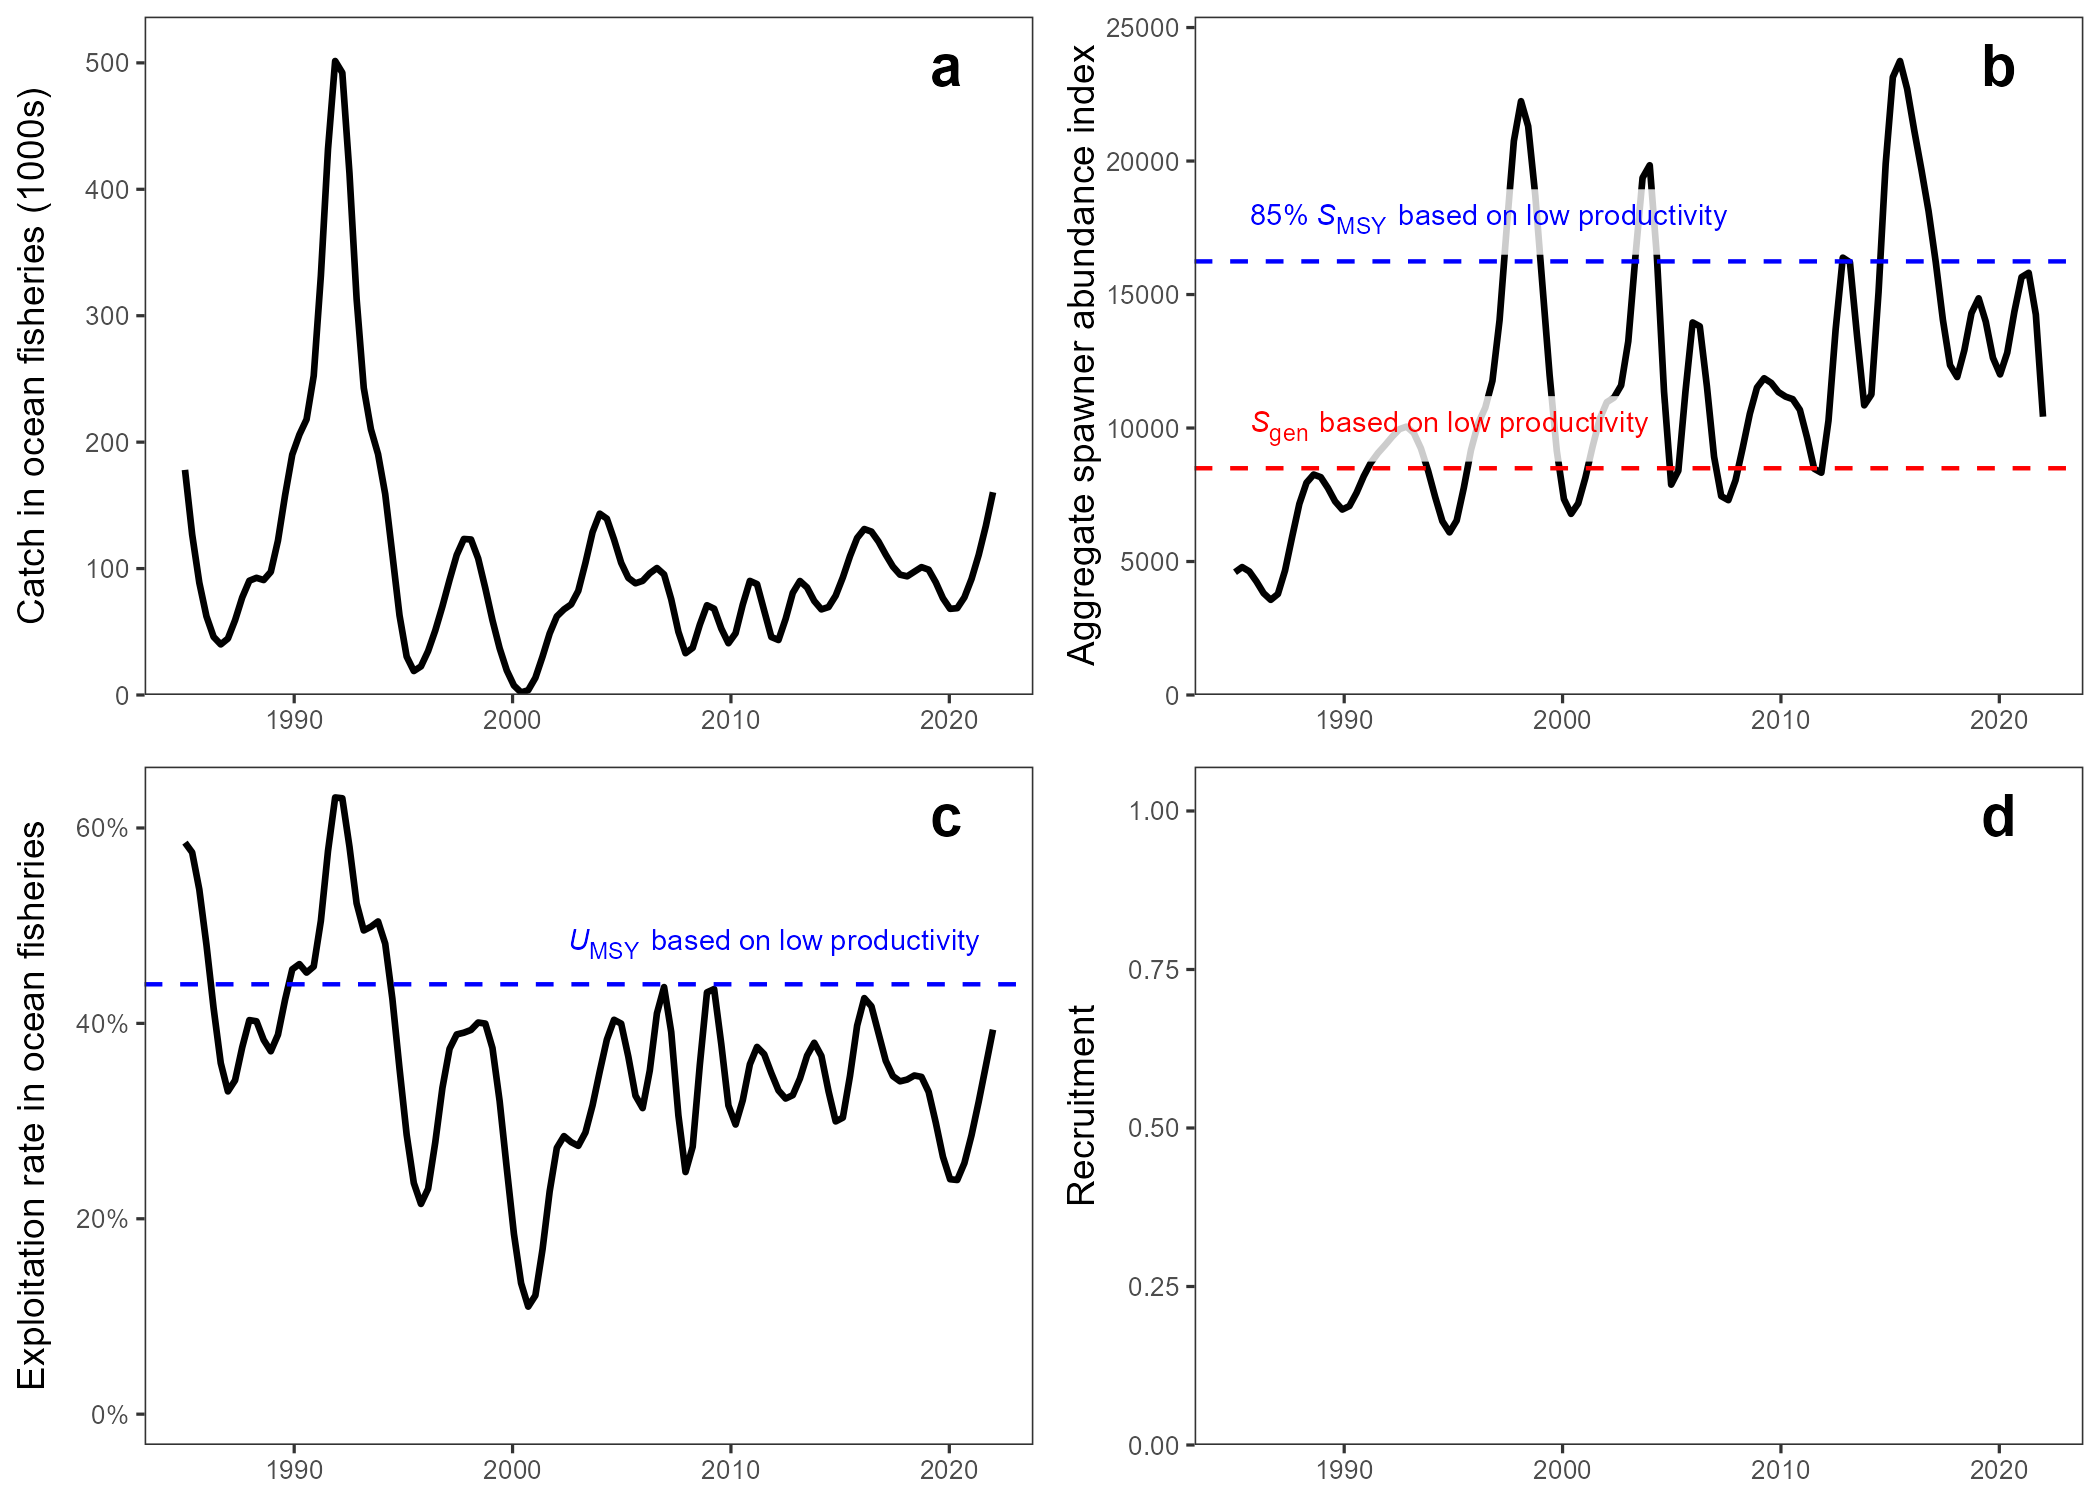 a
Catch in ocean fisheries (1000s)
500
400
300
200
100
0
1990 2000 2010 2020
b
Aggregate spawner abundance index
25000
20000
15000
10000
5000
0
85% SMSY based on low productivity
Sgen based on low productivity
1990 2000 2010 2020
c
Exploitation rate in ocean fisheries
60%
40%
20%
0%
UMSY based on low productivity
1990 2000 2010 2020
d
Recruitment
1.00
0.75
0.50
0.25
0.00
1990 2000 2010 2020